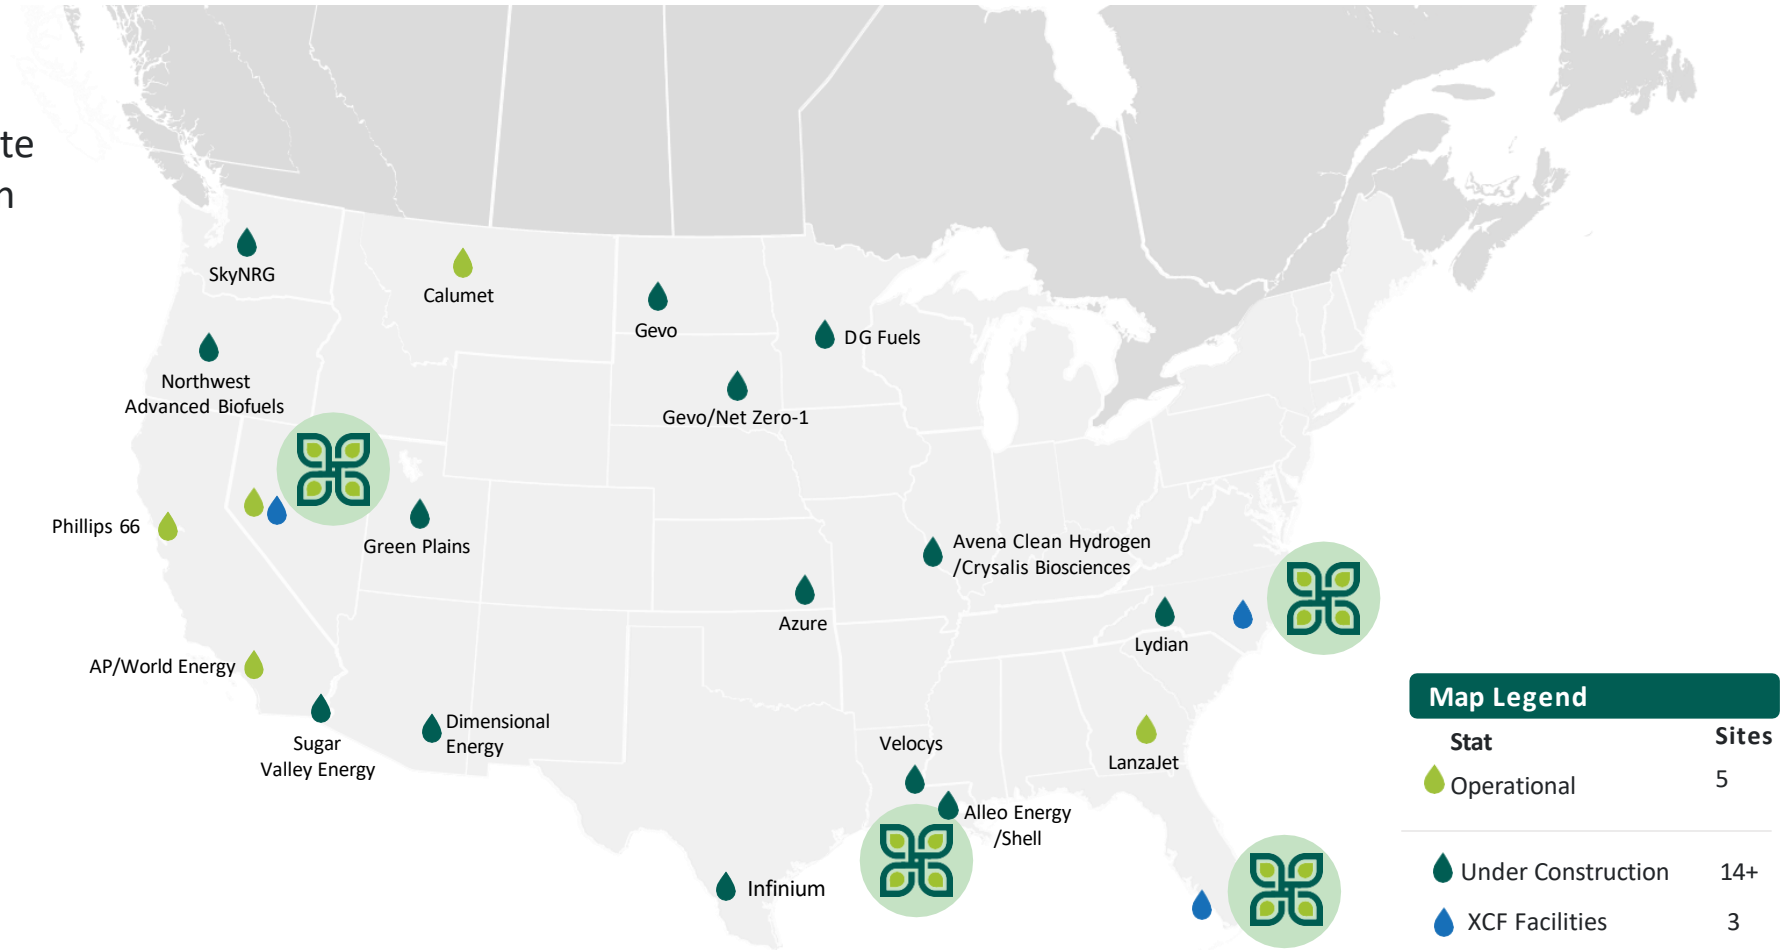 te
n
SkyNRG
Calumet
Gevo
DG Fuels
Northwest
Advanced Biofuels
Gevo/Net Zero-1
Phillips 66
Green Plains
Avena Clean Hydrogen
/Crysalis Biosciences
Azure
Lydian
AP/World Energy
Dimensional
Energy
Sugar
Valley Energy
Velocys
LanzaJet
Alleo Energy
/Shell
Infinium
Map Legend
Stat Sites
Operational 5
Under Construction 14+
XCF Facilities 3